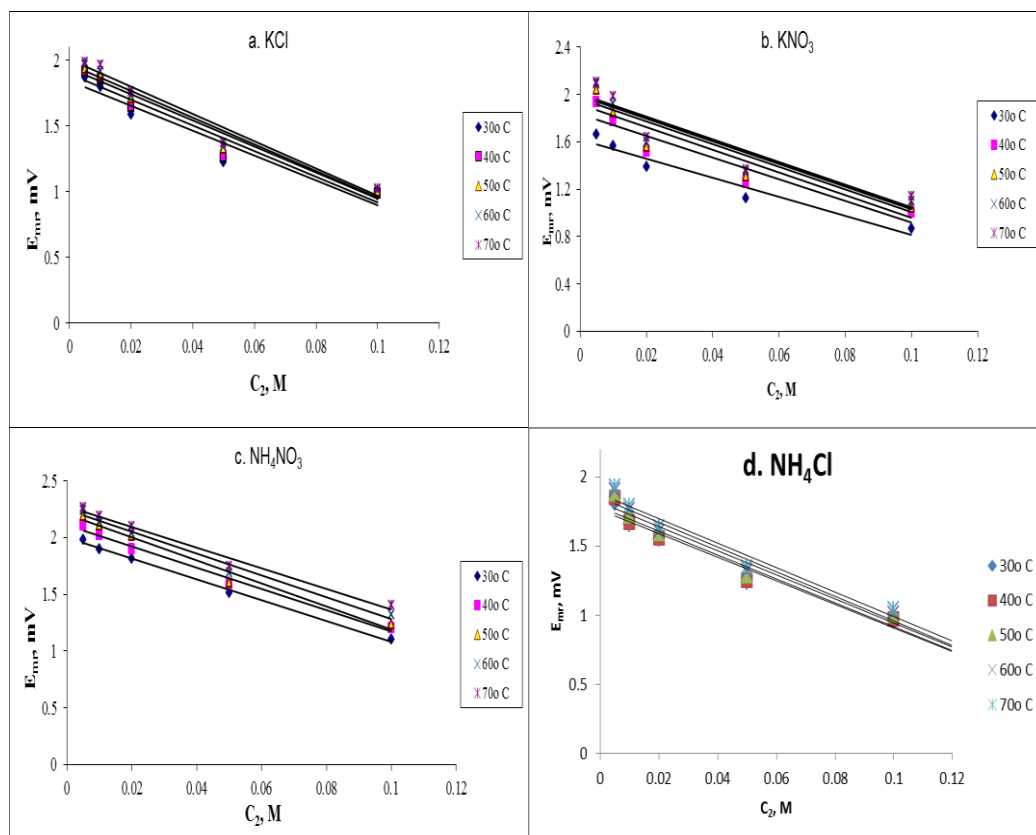 a. KCl
2
1.5
1
0.5
0
0
0.02
0.04
0.06
0.08
0.1
0.12
Emr, mV
C₂, M
30o C
40o C
50o C
60o C
70o C
b. KNO₃
2.4
2
1.6
1.2
0.8
0.4
0
0
0.02
0.04
0.06
0.08
0.1
0.12
Emr, mV
C₂, M
30o C
40o C
50o C
60o C
70o C
c. NH₄NO₃
2.5
2
1.5
1
0.5
0
0
0.02
0.04
0.06
0.08
0.1
0.12
Emr, mV
C₂, M
30o C
40o C
50o C
60o C
70o C
d. NH₄Cl
2
1.5
1
0.5
0
0
0.02
0.04
0.06
0.08
0.1
0.12
Emr, mV
C₂, M
30o C
40o C
50o C
60o C
70o C